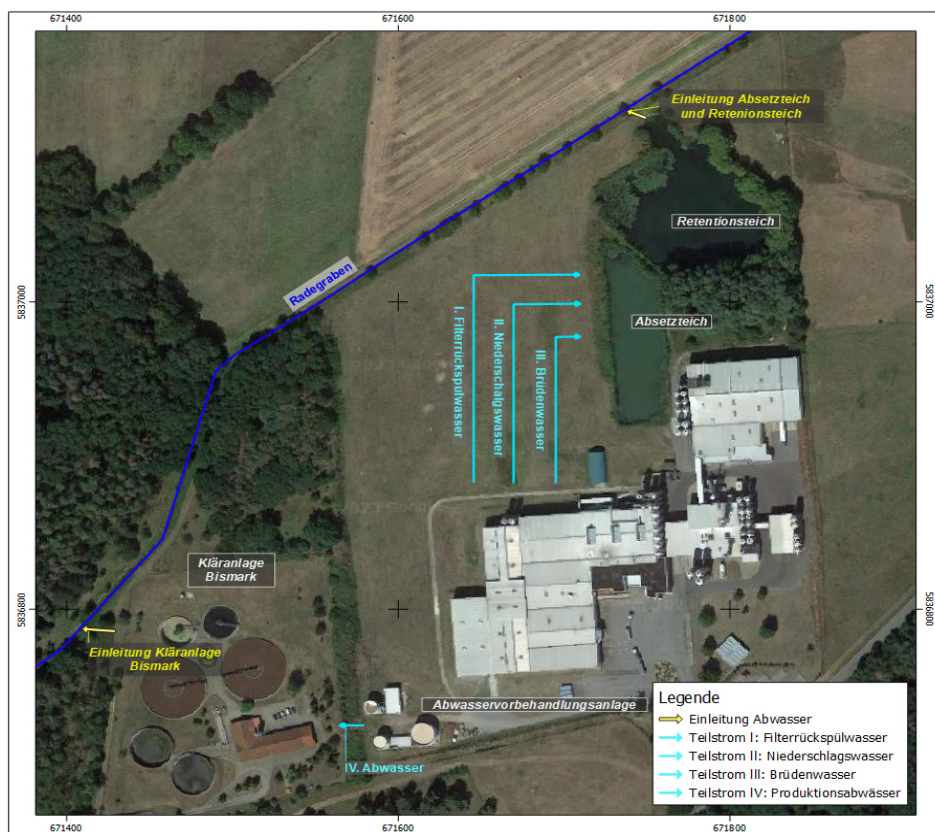 671400
671600
671800
Einleitung Absetzteich
und Retenionsteich
Retentionsteich
Radegraben
5837000
5837000
Absetzteich
I. Filterrückspulwasser
II. Niederschalgswasser
III. Brüdenwasser
Kläranlage
Bismark
5836800
5836800
Einleitung Kläranlage
Bismark
Abwasservorbehandlungsanlage
IV. Abwasser
Legende
Einleitung Abwasser
Teilstrom I: Filterrückspülwasser
Teilstrom II: Niederschlagswasser
Teilstrom III: Brüdenwasser
Teilstrom IV: Produktionsabwässer
671400
671600
671800